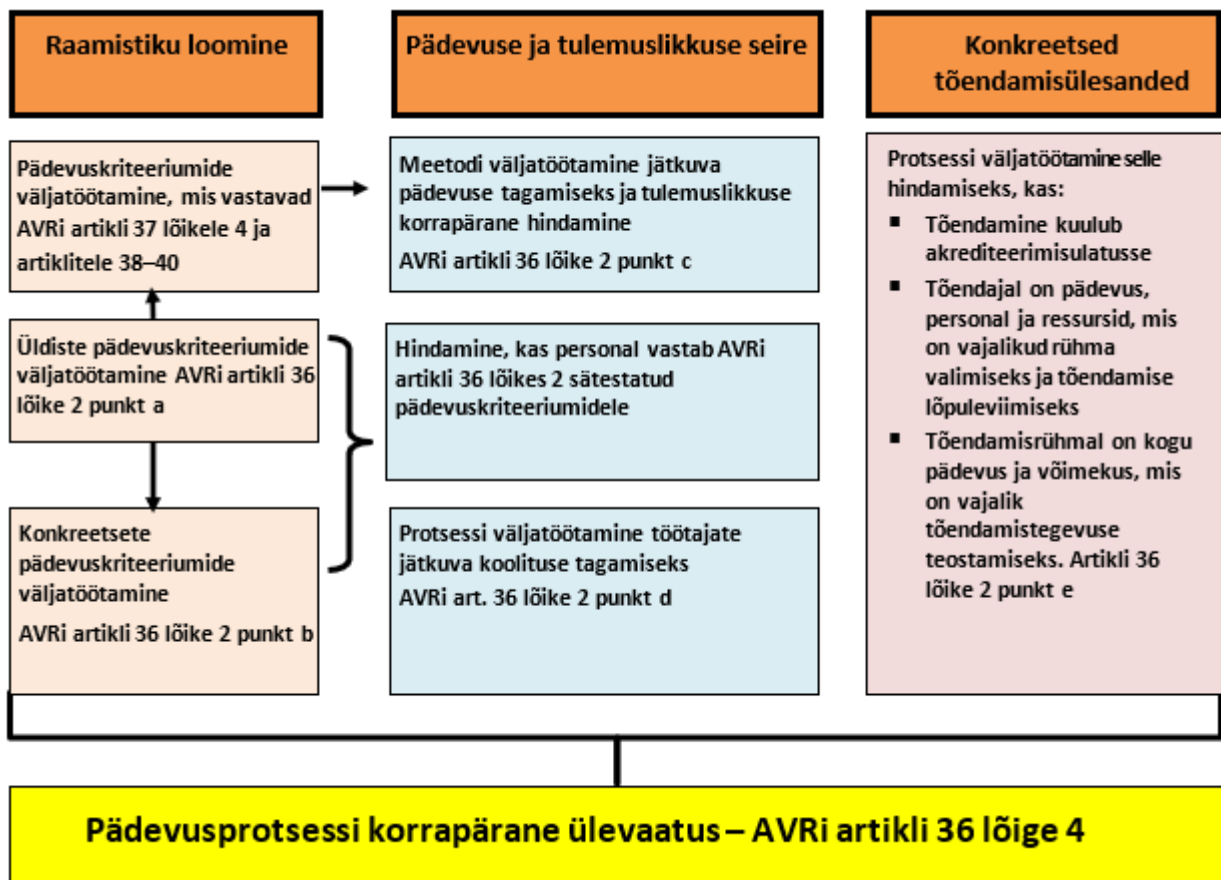 Raamistiku loomine
Pädevuskriteeriumide
väljatöötamine, mis vastavad
AVRi artikli 37 lõikele 4 ja
artiklitele 38–40
Üldiste pädevuskriteeriumide
väljatöötamine AVRi artikli 36
lõike 2 punkt a
Konkreetsete
pädevuskriteeriumide
väljatöötamine
AVRi artikli 36 lõike 2 punkt b
Pädevuse ja tulemuslikkuse seire
Meetodi väljatöötamine jätkuva
pädevuse tagamiseks ja tulemuslikkuse
korrapärane hindamine
AVRi artikli 36 lõike 2 punkt c
Hindamine, kas personal vastab AVRi
artikli 36 lõikes 2 sätestatud
pädevuskriteeriumidele
Protsessi väljatöötamine töötajate
jätkuva koolituse tagamiseks
AVRi art. 36 lõike 2 punkt d
Konkreetsed
tõendamisülesanded
Protsessi väljatöötamine selle
hindamiseks, kas:
▪ Tõendamine kuulub
akrediteerimisulatusse
▪ Tõendajal on pädevus,
personal ja ressursid, mis
on vajalikud rühma
valimiseks ja tõendamise
lõpuleviimiseks
▪ Tõendamisrühmal on kogu
pädevus ja võimekus, mis
on vajalik
tõendamistegevuse
teostamiseks. Artikli 36
lõike 2 punkt e
Pädevusprotsessi korrapärane ülevaatus – AVRi artikli 36 lõige 4